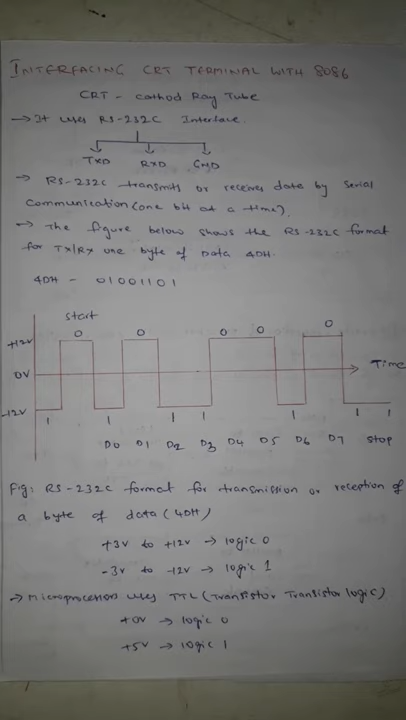 INTERFACING CRT TERMINAL WITH 8086
CRT - Cathod Ray Tube
→ It uses RS-232C Interface.
TXD RXD GND
→ RS-232C transmits or receives data by serial
communication (one bit at a time).
→ The figure below shows the RS-232C format
for Tx/Rx one byte of Data 4DH.
4DH - 01001101
start
0 0 0 0 0
+12V
0V
Time
-12V
1 1 1 1 1 1 1
D0 D1 D2 D3 D4 D5 D6 D7 stop
Fig: RS-232C format for transmission or reception of
a byte of data (4DH)
+3V to +12V → logic 0
-3V to -12V → logic 1
→ Microprocessors uses TTL (Transistor Transistor logic)
+0V → logic 0
+5V → logic 1